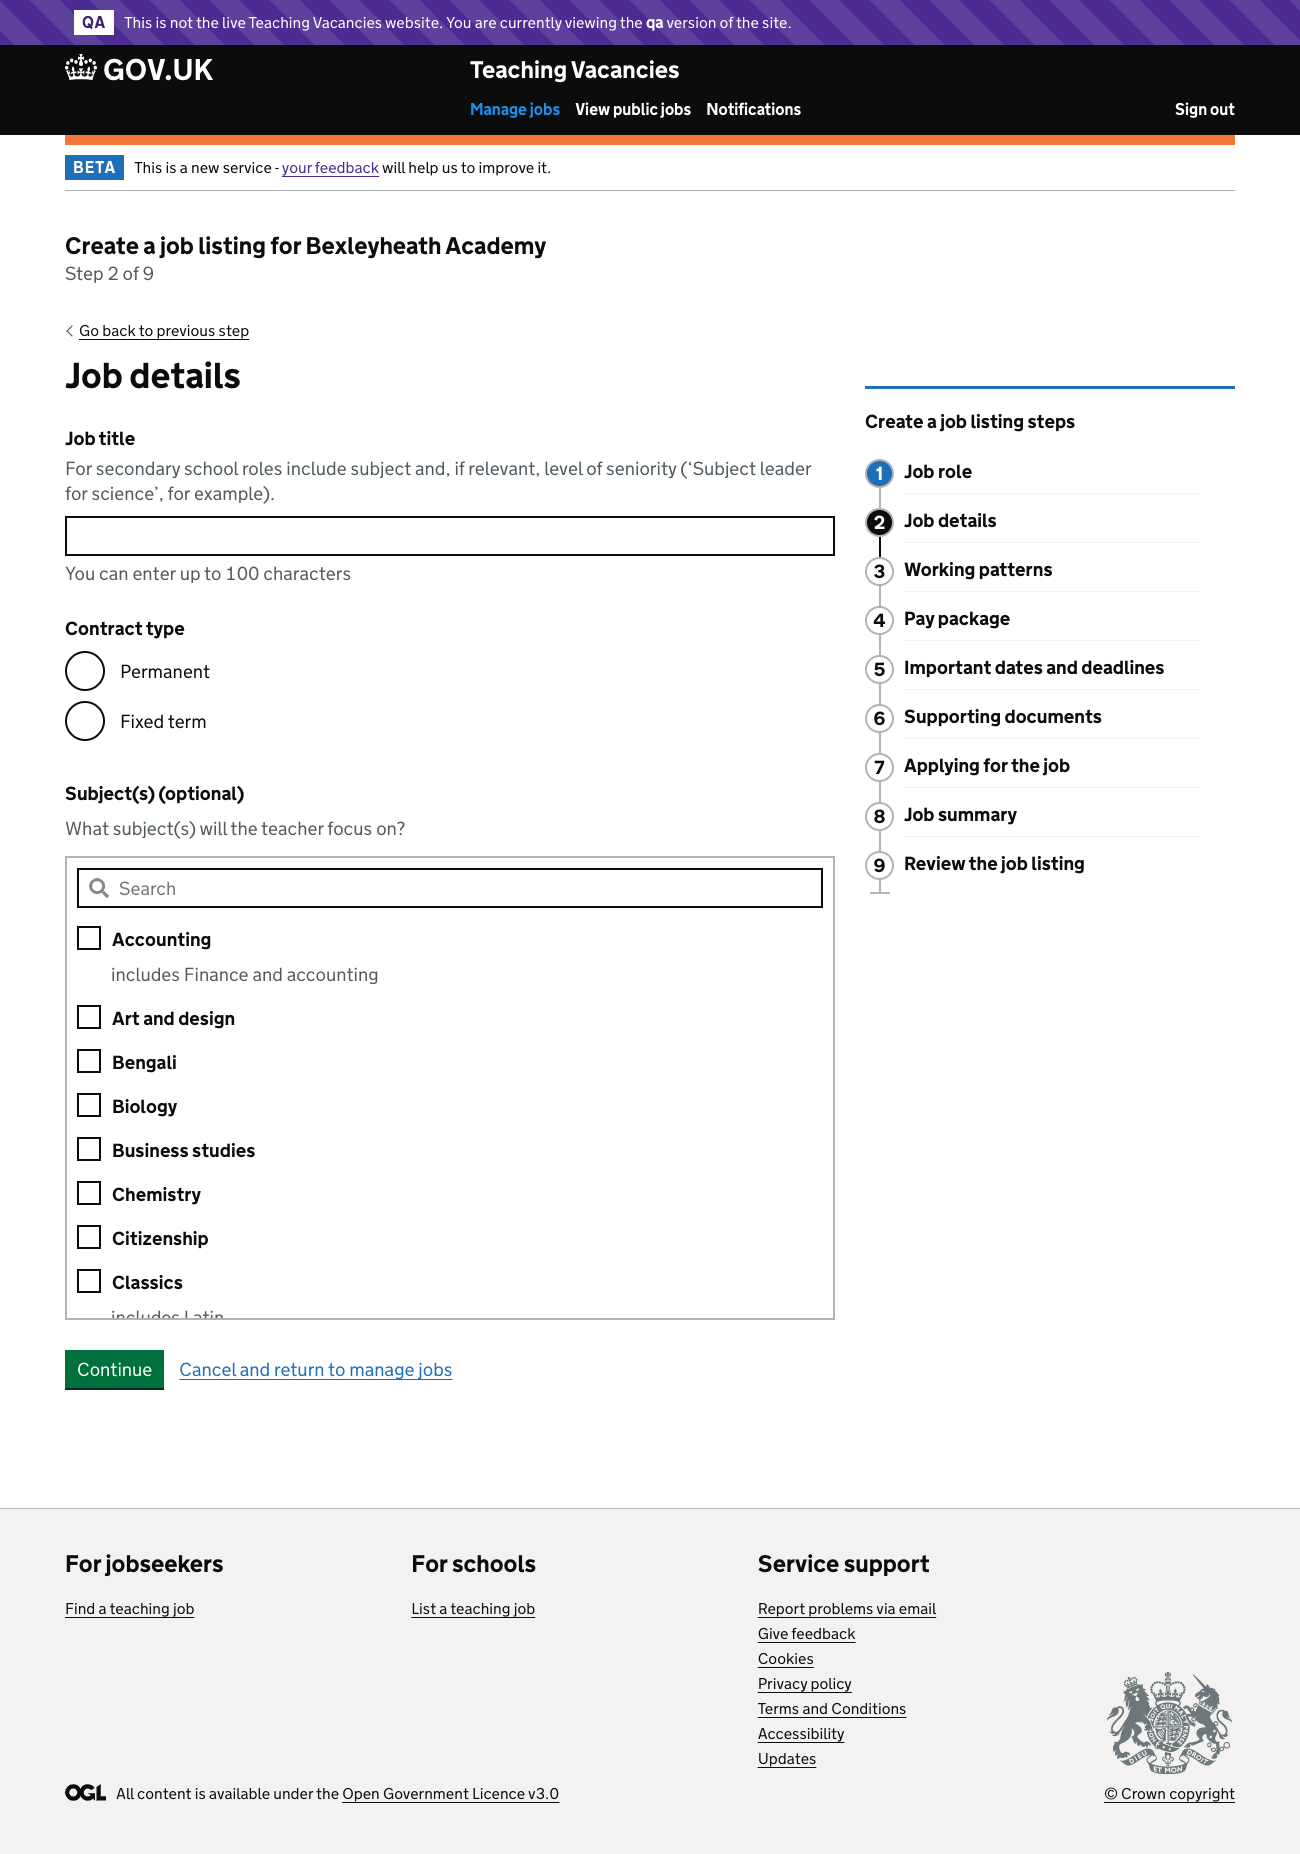 QA This is not the live Teaching Vacancies website. You are currently viewing the qa version of the site.
GOV.UK
Teaching Vacancies
Manage jobs View public jobs Notifications Sign out
BETA This is a new service - your feedback will help us to improve it.
Create a job listing for Bexleyheath Academy
Step 2 of 9
Go back to previous step
Job details
Job title
For secondary school roles include subject and, if relevant, level of seniority (‘Subject leader
for science’, for example).
You can enter up to 100 characters
Contract type
Permanent
Fixed term
Subject(s) (optional)
What subject(s) will the teacher focus on?
Search
Accounting
includes Finance and accounting
Art and design
Bengali
Biology
Business studies
Chemistry
Citizenship
Classics
includes Latin
Continue Cancel and return to manage jobs
Create a job listing steps
1 Job role
2 Job details
3 Working patterns
4 Pay package
5 Important dates and deadlines
6 Supporting documents
7 Applying for the job
8 Job summary
9 Review the job listing
For jobseekers
Find a teaching job
For schools
List a teaching job
Service support
Report problems via email
Give feedback
Cookies
Privacy policy
Terms and Conditions
Accessibility
Updates
OGL All content is available under the Open Government Licence v3.0
DIEU ET MON DROIT
© Crown copyright